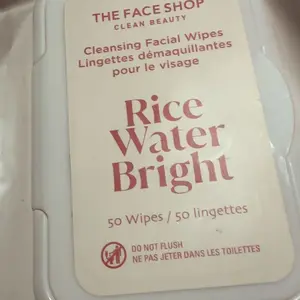 THE FACE SHOP
CLEAN BEAUTY
Cleansing Facial Wipes
Lingettes démaquillantes
pour le visage
Rice
Water
Bright
50 Wipes / 50 lingettes
DO NOT FLUSH
NE PAS JETER DANS LES TOILETTES